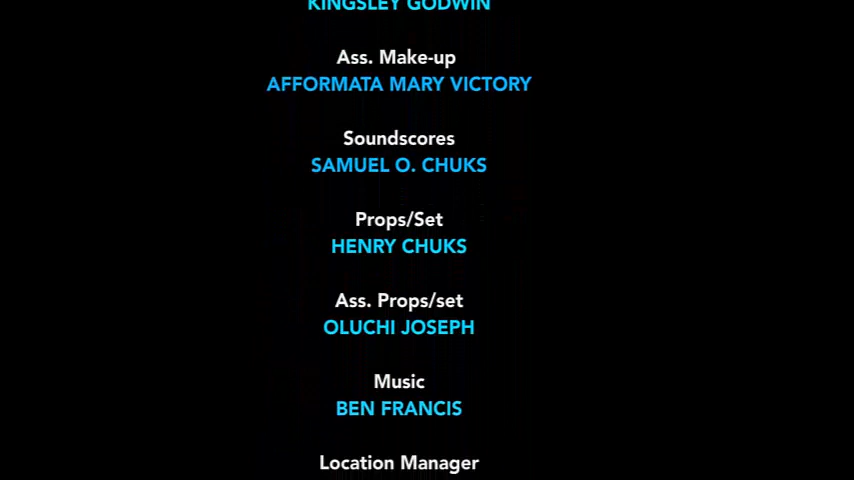 KINGSLEY GODWIN
Ass. Make-up
AFFORMATA MARY VICTORY
Soundscores
SAMUEL O. CHUKS
Props/Set
HENRY CHUKS
Ass. Props/set
OLUCHI JOSEPH
Music
BEN FRANCIS
Location Manager